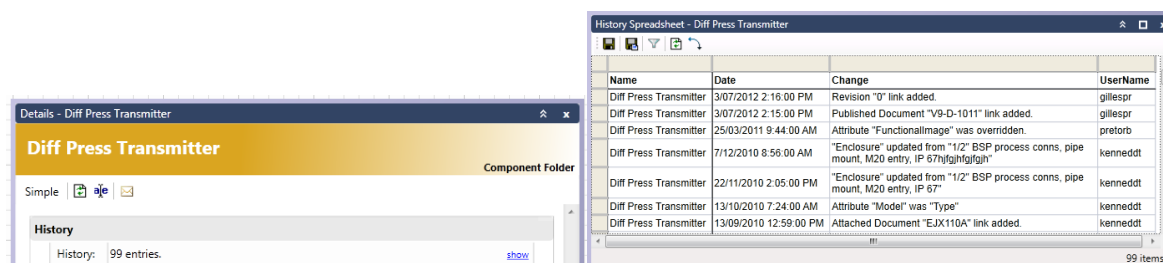 Details - Diff Press Transmitter
x
Diff Press Transmitter
Component Folder
Simple
a/e
History
History: 99 entries. show
History Spreadsheet - Diff Press Transmitter
x
Name Date Change UserName
Diff Press Transmitter 3/07/2012 2:16:00 PM Revision "0" link added. gillespr
Diff Press Transmitter 3/07/2012 2:15:00 PM Published Document "V9-D-1011" link added. gillespr
Diff Press Transmitter 25/03/2011 9:44:00 AM Attribute "FunctionalImage" was overridden. pretorb
Diff Press Transmitter 7/12/2010 8:56:00 AM "Enclosure" updated from "1/2" BSP process conns, pipe
mount, M20 entry, IP 67hjfgjhfgjfgjh" kenneddt
Diff Press Transmitter 22/11/2010 2:05:00 PM "Enclosure" updated from "1/2" BSP process conns, pipe
mount, M20 entry, IP 67" kenneddt
Diff Press Transmitter 13/10/2010 7:24:00 AM Attribute "Model" was "Type" kenneddt
Diff Press Transmitter 13/09/2010 12:59:00 PM Attached Document "EJX110A" link added. kenneddt
99 items